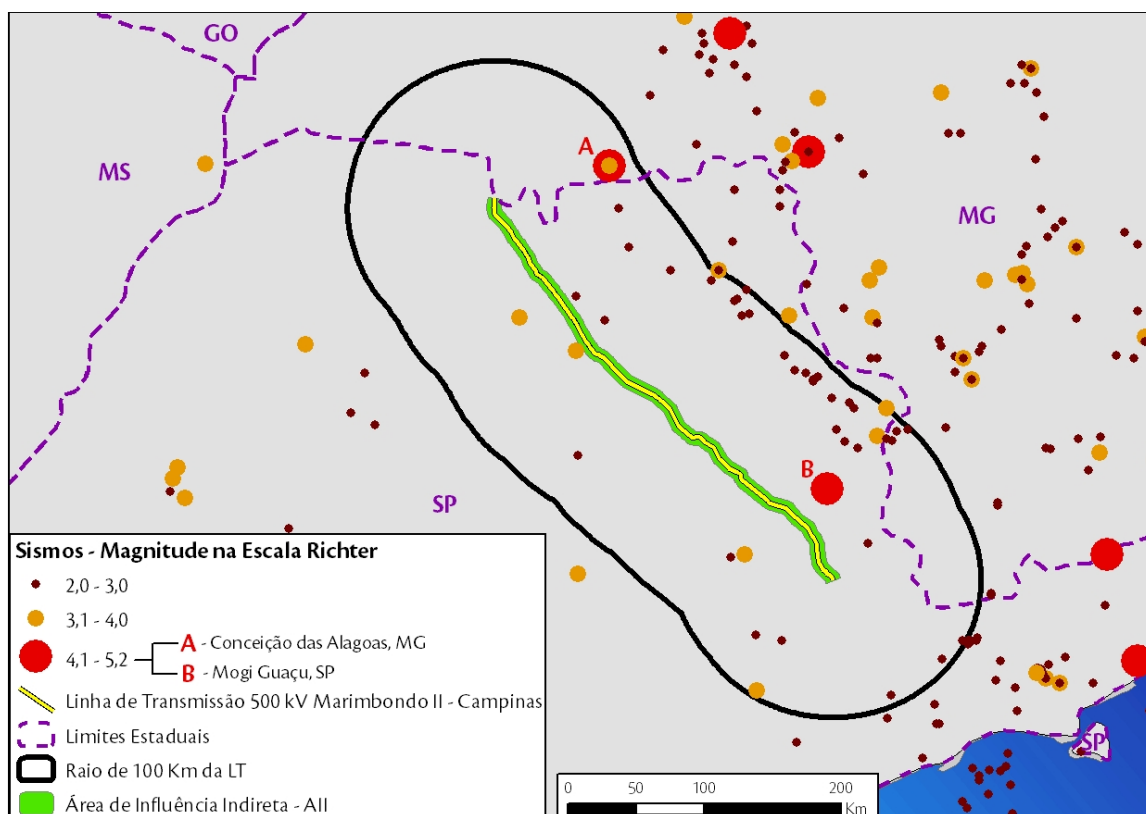 GO
MS
A
MG
B
SP
SP
Sismos - Magnitude na Escala Richter
2,0 - 3,0
3,1 - 4,0
4,1 - 5,2
A - Conceição das Alagoas, MG
B - Mogi Guaçu, SP
Linha de Transmissão 500 kV Marimbondo II - Campinas
Limites Estaduais
Raio de 100 Km da LT
Área de Influência Indireta - AII
0 50 100 200
Km